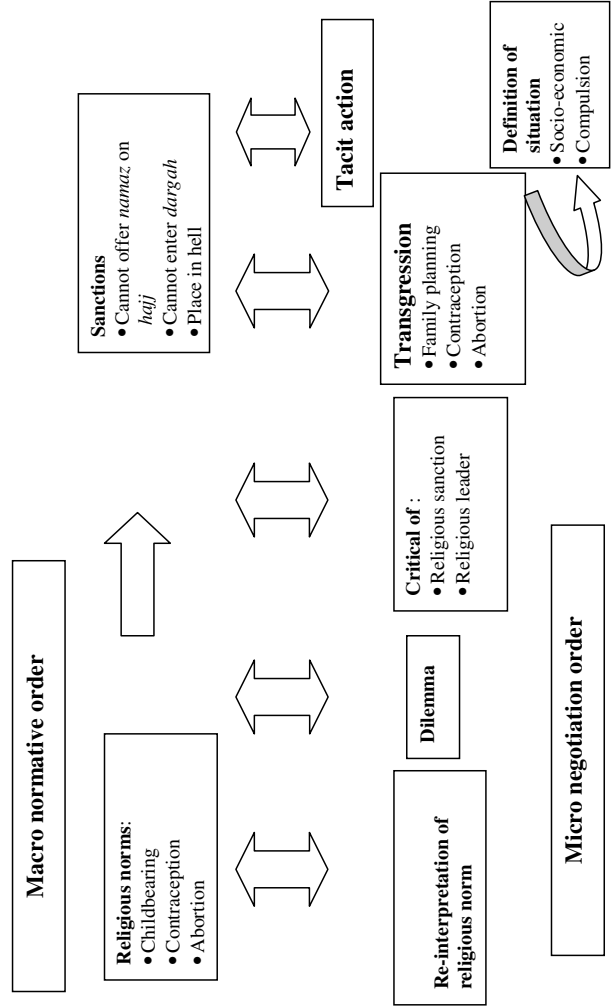 Macro normative order
Religious norms:
• Childbearing
• Contraception
• Abortion
Sanctions
• Cannot offer namaz on
hajj
• Cannot enter dargah
• Place in hell
Re-interpretation of
religious norm
Dilemma
Critical of :
• Religious sanction
• Religious leader
Transgression
• Family planning
• Contraception
• Abortion
Tacit action
Definition of
situation
• Socio-economic
• Compulsion
Micro negotiation order